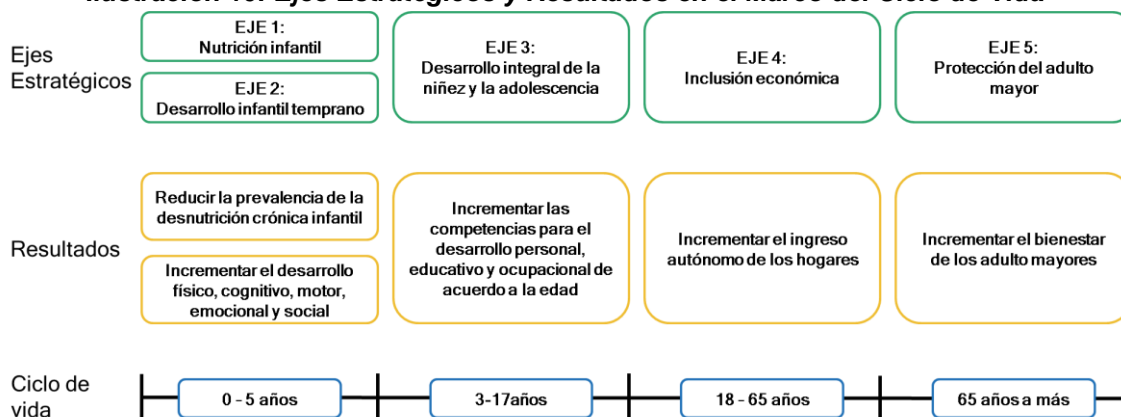 Ilustración 10: Ejes Estratégicos y Resultados en el Marco del Ciclo de Vida
Ejes
Estratégicos
EJE 1:
Nutrición infantil
EJE 2:
Desarrollo infantil temprano
EJE 3:
Desarrollo integral de la
niñez y la adolescencia
EJE 4:
Inclusión económica
EJE 5:
Protección del adulto
mayor
Resultados
Reducir la prevalencia de la
desnutrición crónica infantil
Incrementar el desarrollo
físico, cognitivo, motor,
emocional y social
Incrementar las
competencias para el
desarrollo personal,
educativo y ocupacional de
acuerdo a la edad
Incrementar el ingreso
autónomo de los hogares
Incrementar el bienestar
de los adulto mayores
Ciclo de
vida
0 - 5 años
3-17años
18 - 65 años
65 años a más